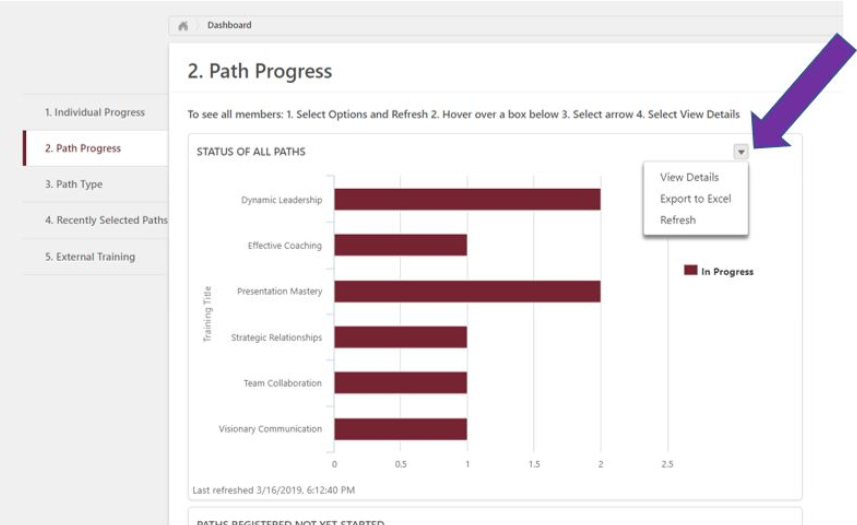 Dashboard
2. Path Progress
To see all members: 1. Select Options and Refresh 2. Hover over a box below 3. Select arrow 4. Select View Details
1. Individual Progress
2. Path Progress
3. Path Type
4. Recently Selected Paths
5. External Training
STATUS OF ALL PATHS
View Details
Export to Excel
Refresh
In Progress
Training Title
Dynamic Leadership
Effective Coaching
Presentation Mastery
Strategic Relationships
Team Collaboration
Visionary Communication
0 0.5 1 1.5 2 2.5
Last refreshed 3/16/2019, 6:12:40 PM
PATHS REGISTERED NOT YET STARTED